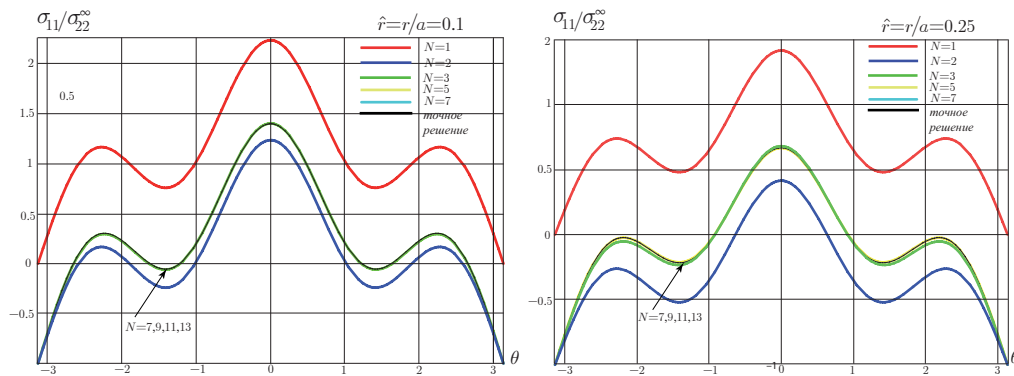 σ₁₁/σ₂₂^∞
r̂=r/a=0.1
N=1
N=2
N=3
N=5
N=7
точное
решение
0.5
2
1.5
1
0.5
0
−0.5
N=7,9,11,13
−3 −2 −1 0 1 2 3
θ
σ₁₁/σ₂₂^∞
r̂=r/a=0.25
N=1
N=2
N=3
N=5
N=7
точное
решение
2
1
0.5
0
−0.5
N=7,9,11,13
−1
−3 −2 −1 0 1 2 3
θ